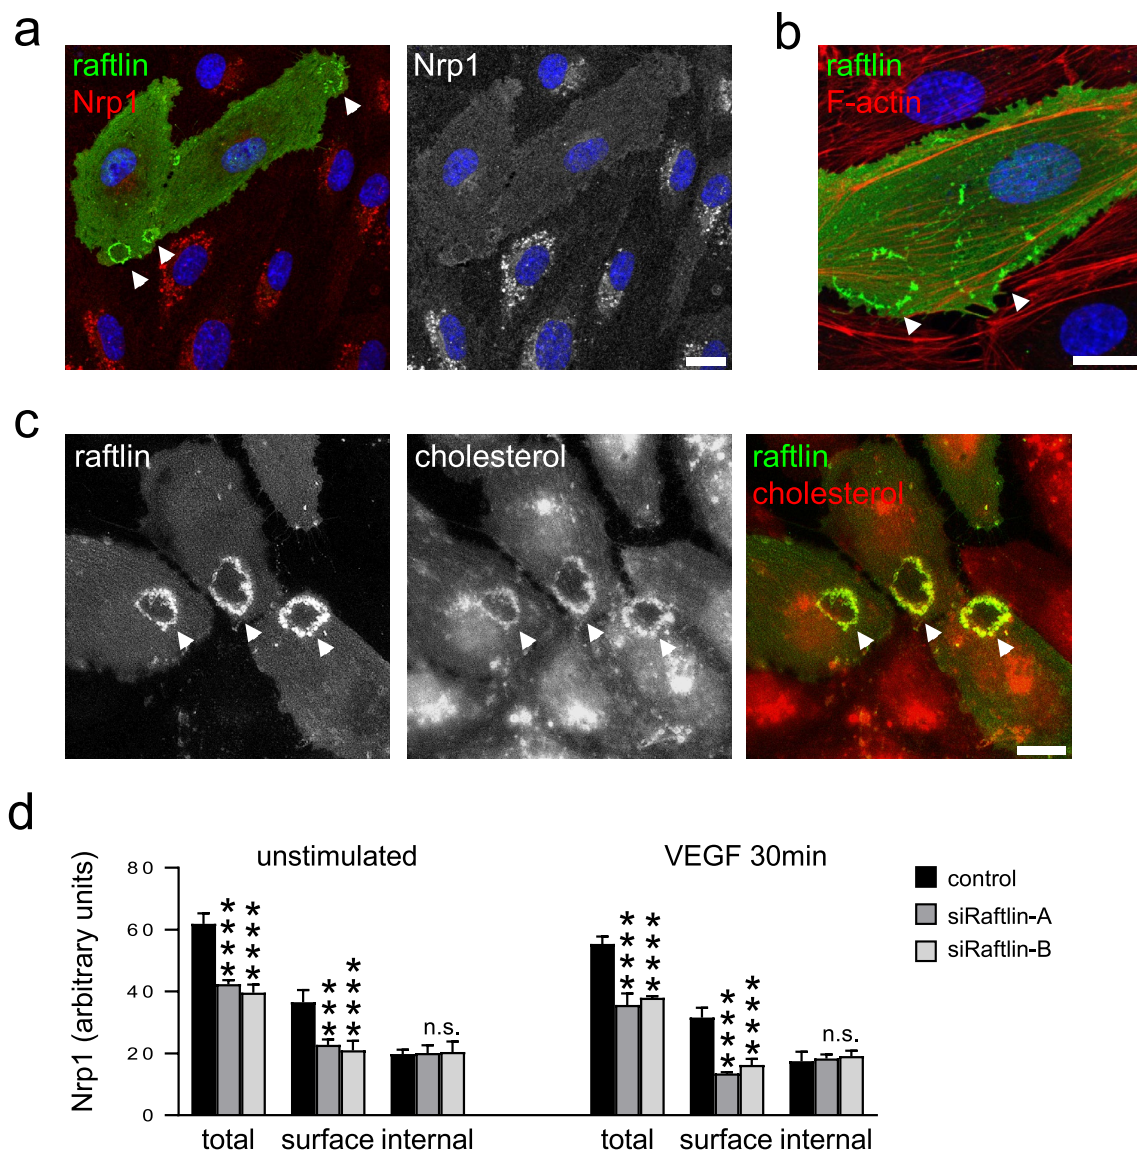 a
raftlin
Nrp1
Nrp1
b
raftlin
F-actin
c
raftlin
cholesterol
raftlin
cholesterol
d
unstimulated
VEGF 30min
Nrp1 (arbitrary units)
80
60
40
20
0
****
****
***
****
n.s.
****
****
****
****
n.s.
total
surface
internal
total
surface
internal
control
siRaftlin-A
siRaftlin-B